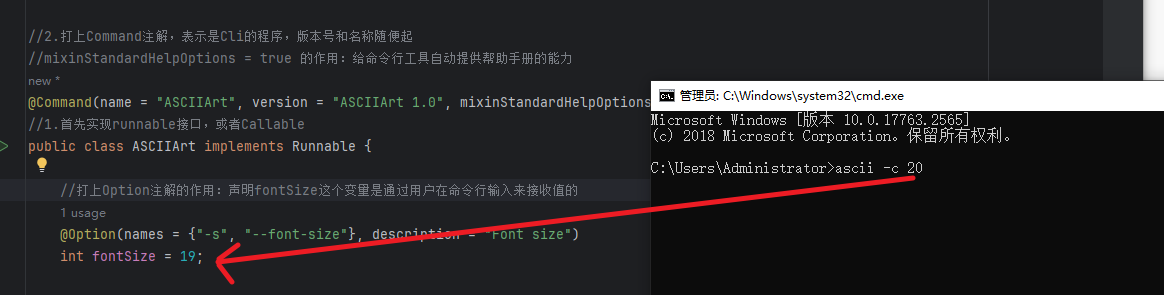 //2.打上Command注解，表示是Cli的程序，版本号和名称随便起
//mixinStandardHelpOptions = true 的作用：给命令行工具自动提供帮助手册的能力
new *
@Command(name = "ASCIIArt", version = "ASCIIArt 1.0", mixinStandardHelpOptions
//1.首先实现runnable接口，或者Callable
public class ASCIIArt implements Runnable {
//打上Option注解的作用：声明fontSize这个变量是通过用户在命令行输入来接收值的
1 usage
@Option(names = {"-s", "--font-size"}, description = "Font size")
int fontSize = 19;
管理员: C:\Windows\system32\cmd.exe
Microsoft Windows [版本 10.0.17763.2565]
(c) 2018 Microsoft Corporation。保留所有权利。
C:\Users\Administrator>ascii -c 20